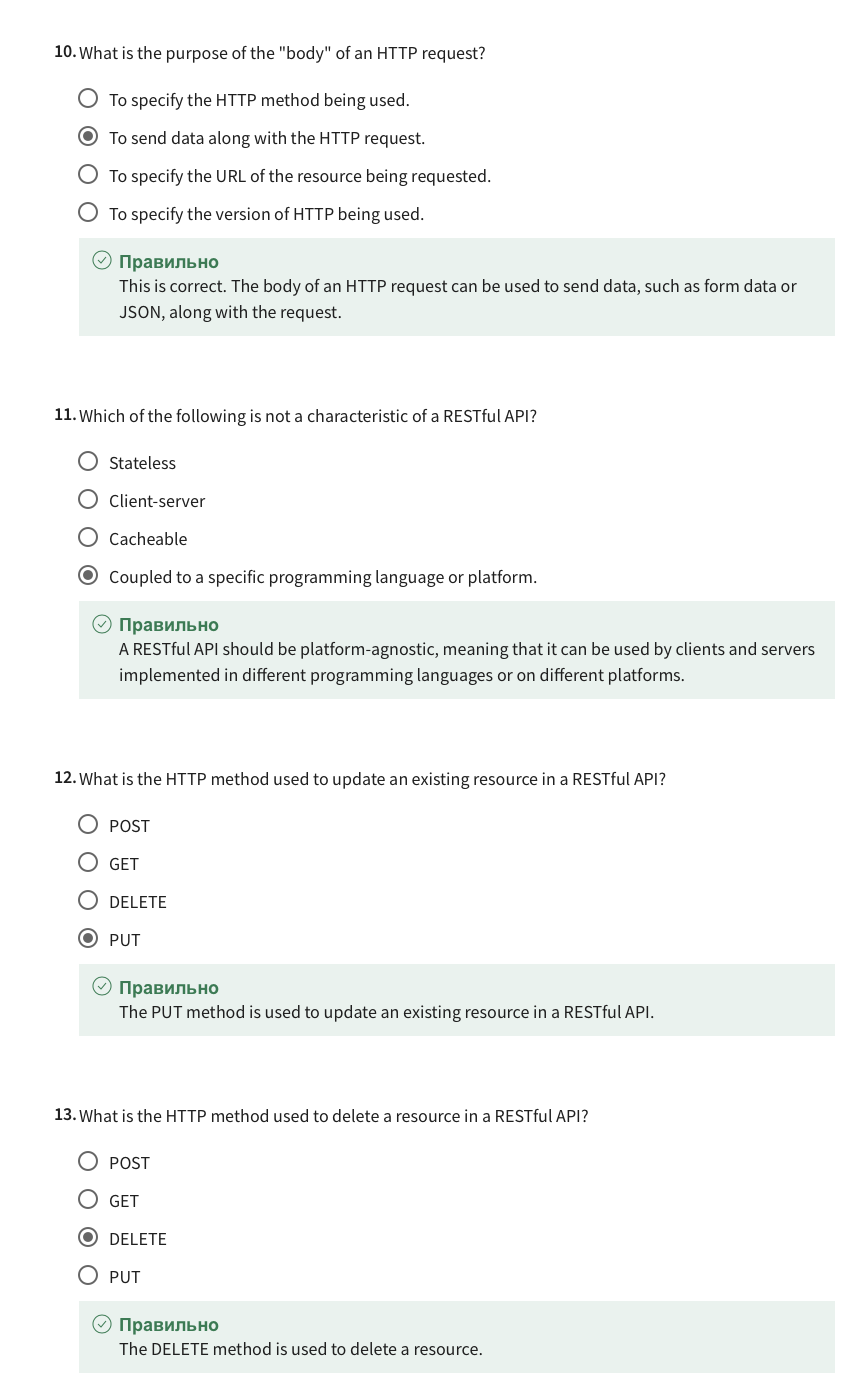 10. What is the purpose of the "body" of an HTTP request?
To specify the HTTP method being used.
To send data along with the HTTP request.
To specify the URL of the resource being requested.
To specify the version of HTTP being used.
Правильно
This is correct. The body of an HTTP request can be used to send data, such as form data or
JSON, along with the request.
11. Which of the following is not a characteristic of a RESTful API?
Stateless
Client-server
Cacheable
Coupled to a specific programming language or platform.
Правильно
A RESTful API should be platform-agnostic, meaning that it can be used by clients and servers
implemented in different programming languages or on different platforms.
12. What is the HTTP method used to update an existing resource in a RESTful API?
POST
GET
DELETE
PUT
Правильно
The PUT method is used to update an existing resource in a RESTful API.
13. What is the HTTP method used to delete a resource in a RESTful API?
POST
GET
DELETE
PUT
Правильно
The DELETE method is used to delete a resource.